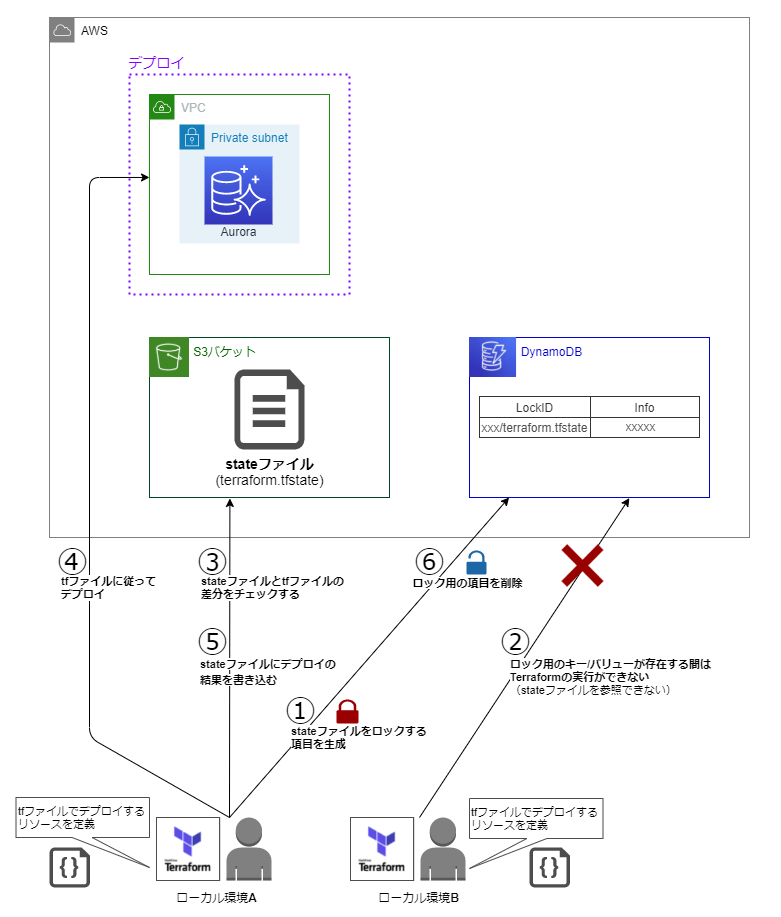 AWS
デプロイ
VPC
Private subnet
Aurora
S3バケット
stateファイル
(terraform.tfstate)
DynamoDB
LockID Info
xxx/terraform.tfstate xxxxx
④
tfファイルに従って
デプロイ
③
stateファイルとtfファイルの
差分をチェックする
⑥
ロック用の項目を削除
⑤
stateファイルにデプロイの
結果を書き込む
②
ロック用のキー/バリューが存在する間は
Terraformの実行ができない
（stateファイルを参照できない）
①
stateファイルをロックする
項目を生成
tfファイルでデプロイする
リソースを定義
{}
Terraform
ローカル環境A
tfファイルでデプロイする
リソースを定義
{}
Terraform
ローカル環境B